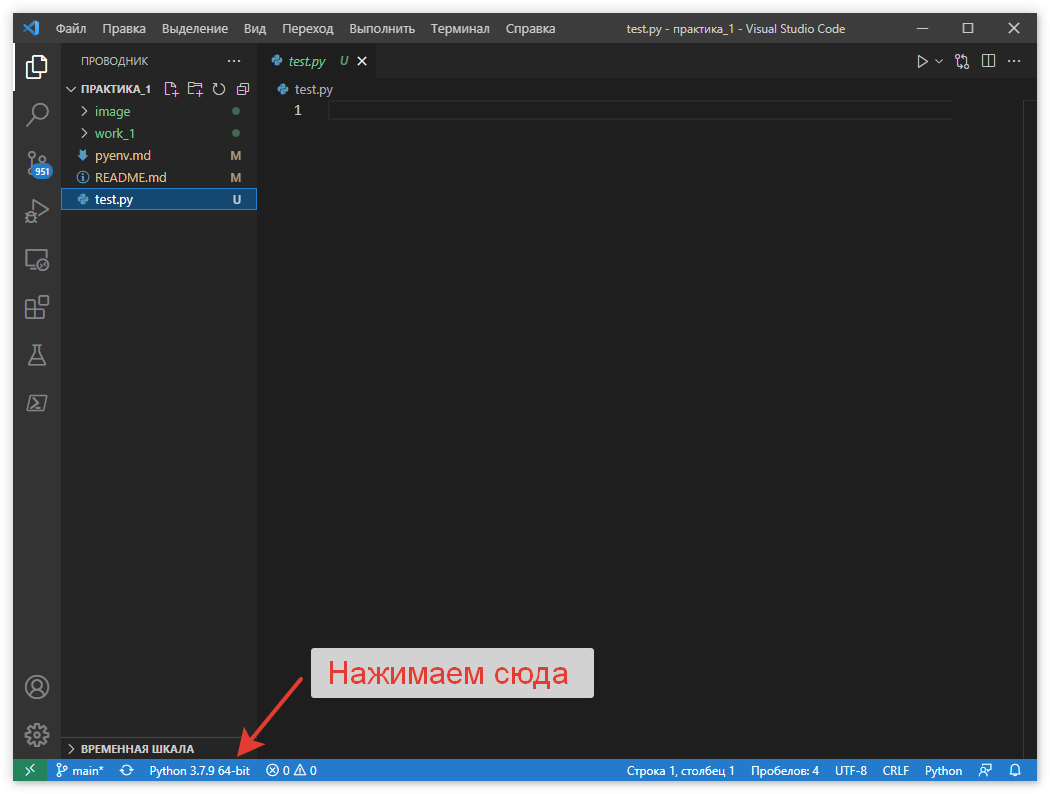 Файл Правка Выделение Вид Переход Выполнить Терминал Справка test.py - практика_1 - Visual Studio Code
ПРОВОДНИК ···
test.py U
ПРАКТИКА_1
test.py
image
1
work_1
951
pyenv.md M
README.md M
test.py U
Нажимаем сюда
ВРЕМЕННАЯ ШКАЛА
main* Python 3.7.9 64-bit 0 0 Строка 1, столбец 1 Пробелов: 4 UTF-8 CRLF Python